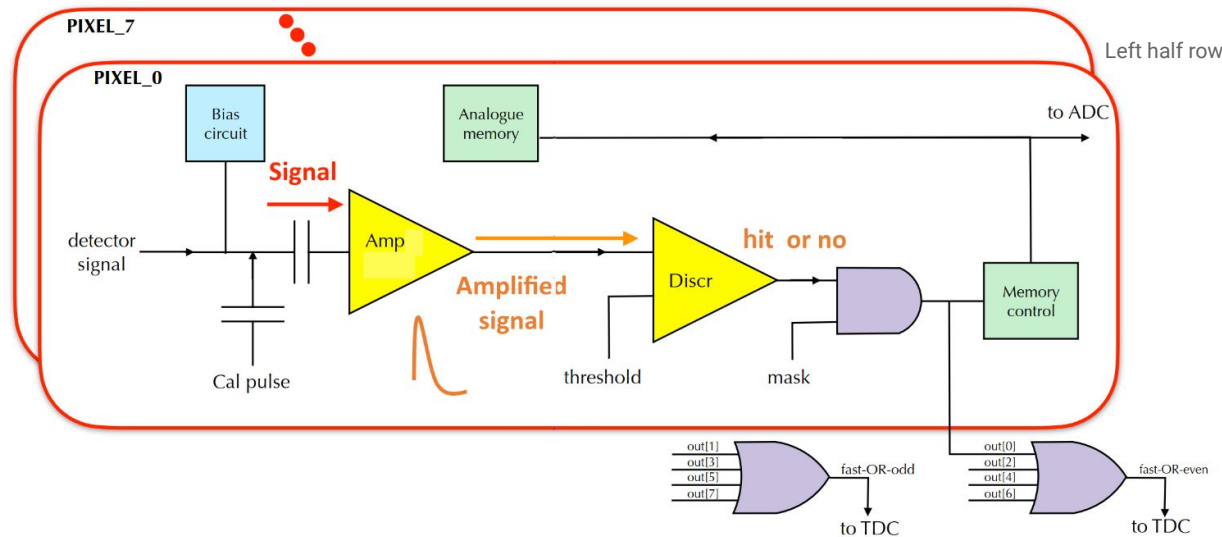 PIXEL_7
Left half row
PIXEL_0
Bias
circuit
Analogue
memory
to ADC
Signal
detector
signal
Amp
Amplified
signal
hit or no
Discr
Memory
control
Cal pulse
threshold
mask
out[1]
out[3]
out[5]
out[7]
fast-OR-odd
to TDC
out[0]
out[2]
out[4]
out[6]
fast-OR-even
to TDC